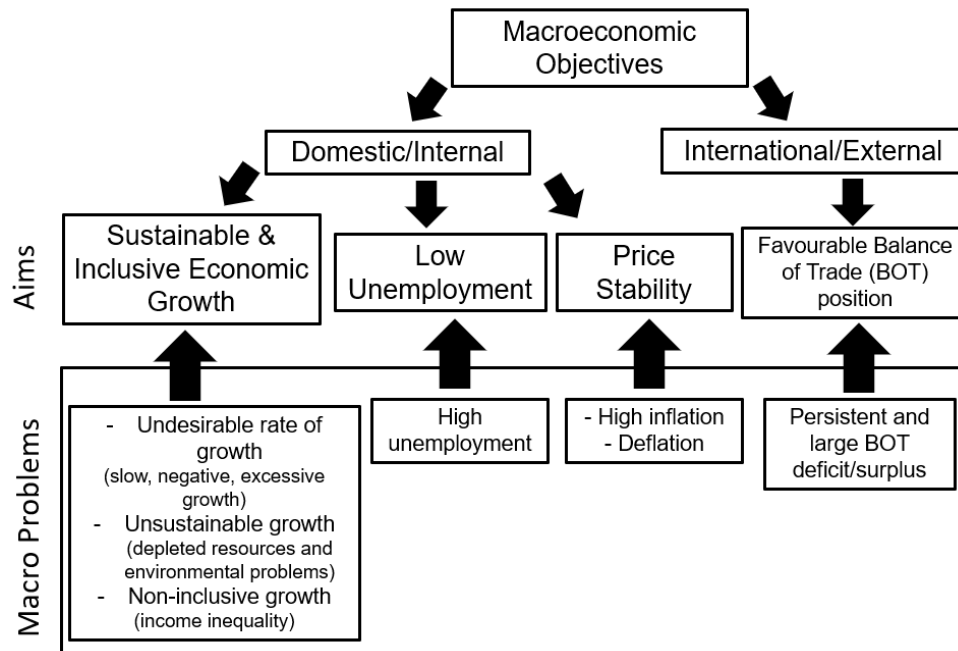 Macroeconomic
Objectives
Domestic/Internal
International/External
Aims
Sustainable &
Inclusive Economic
Growth
Low
Unemployment
Price
Stability
Favourable Balance
of Trade (BOT)
position
Macro Problems
- Undesirable rate of
growth
(slow, negative, excessive
growth)
- Unsustainable growth
(depleted resources and
environmental problems)
- Non-inclusive growth
(income inequality)
High
unemployment
- High inflation
- Deflation
Persistent and
large BOT
deficit/surplus